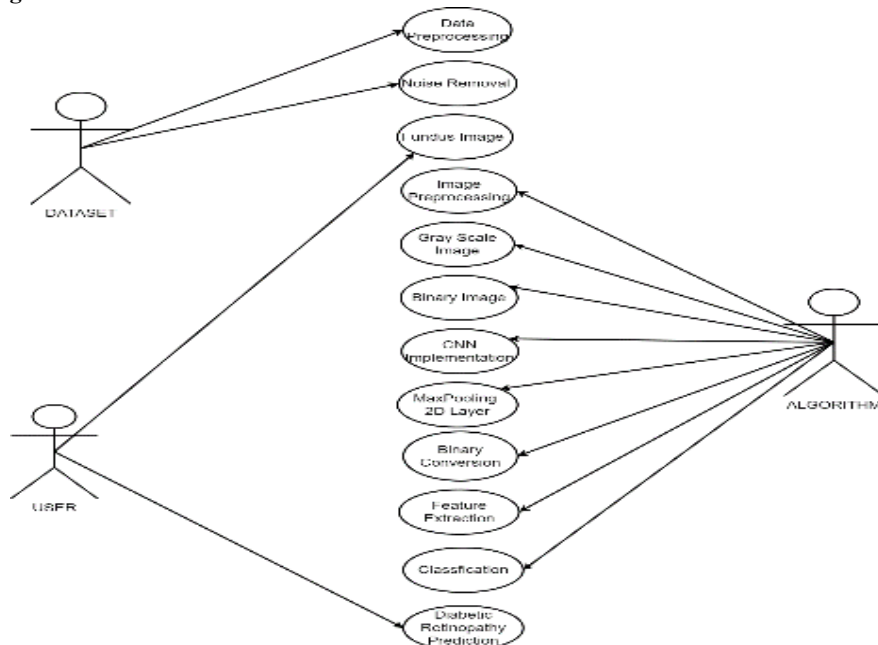 Data
Preprocessing
Noise Removal
Fundus Image
DATASET
Image
Preprocessing
Gray Scale
Image
Binary Image
CNN
Implementation
ALGORITHM
MaxPooling
2D Layer
Binary
Conversion
USER
Feature
Extraction
Classfication
Diabetic
Retinopathy
Prediction